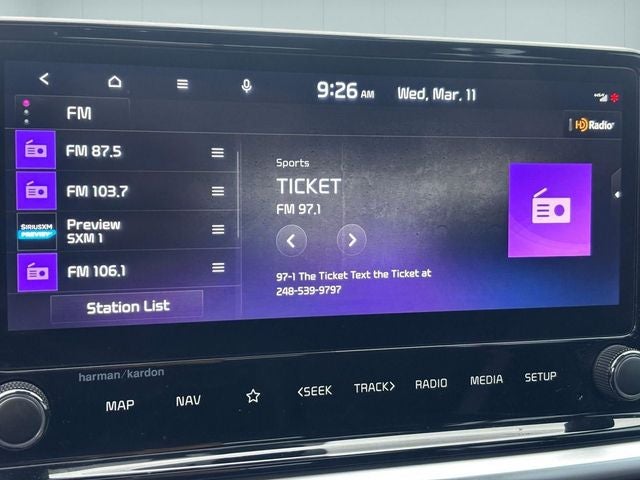 9:26 AM Wed, Mar. 11
FM
HD Radio
FM 87.5
FM 103.7
SIRIUSXM
PREVIEW
Preview
SXM 1
FM 106.1
Station List
Sports
TICKET
FM 97.1
97-1 The Ticket Text the Ticket at
248-539-9797
harman/kardon
MAP NAV <SEEK TRACK> RADIO MEDIA SETUP